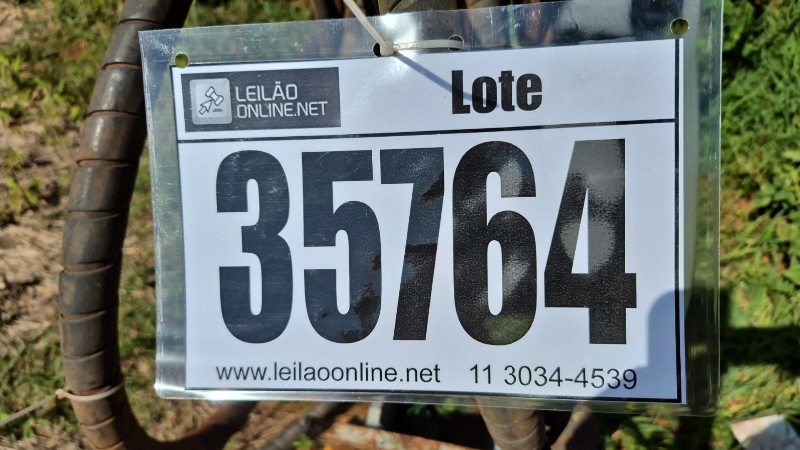 LEILÃO
ONLINE.NET
Lote
35764
www.leilaoonline.net 11 3034-4539